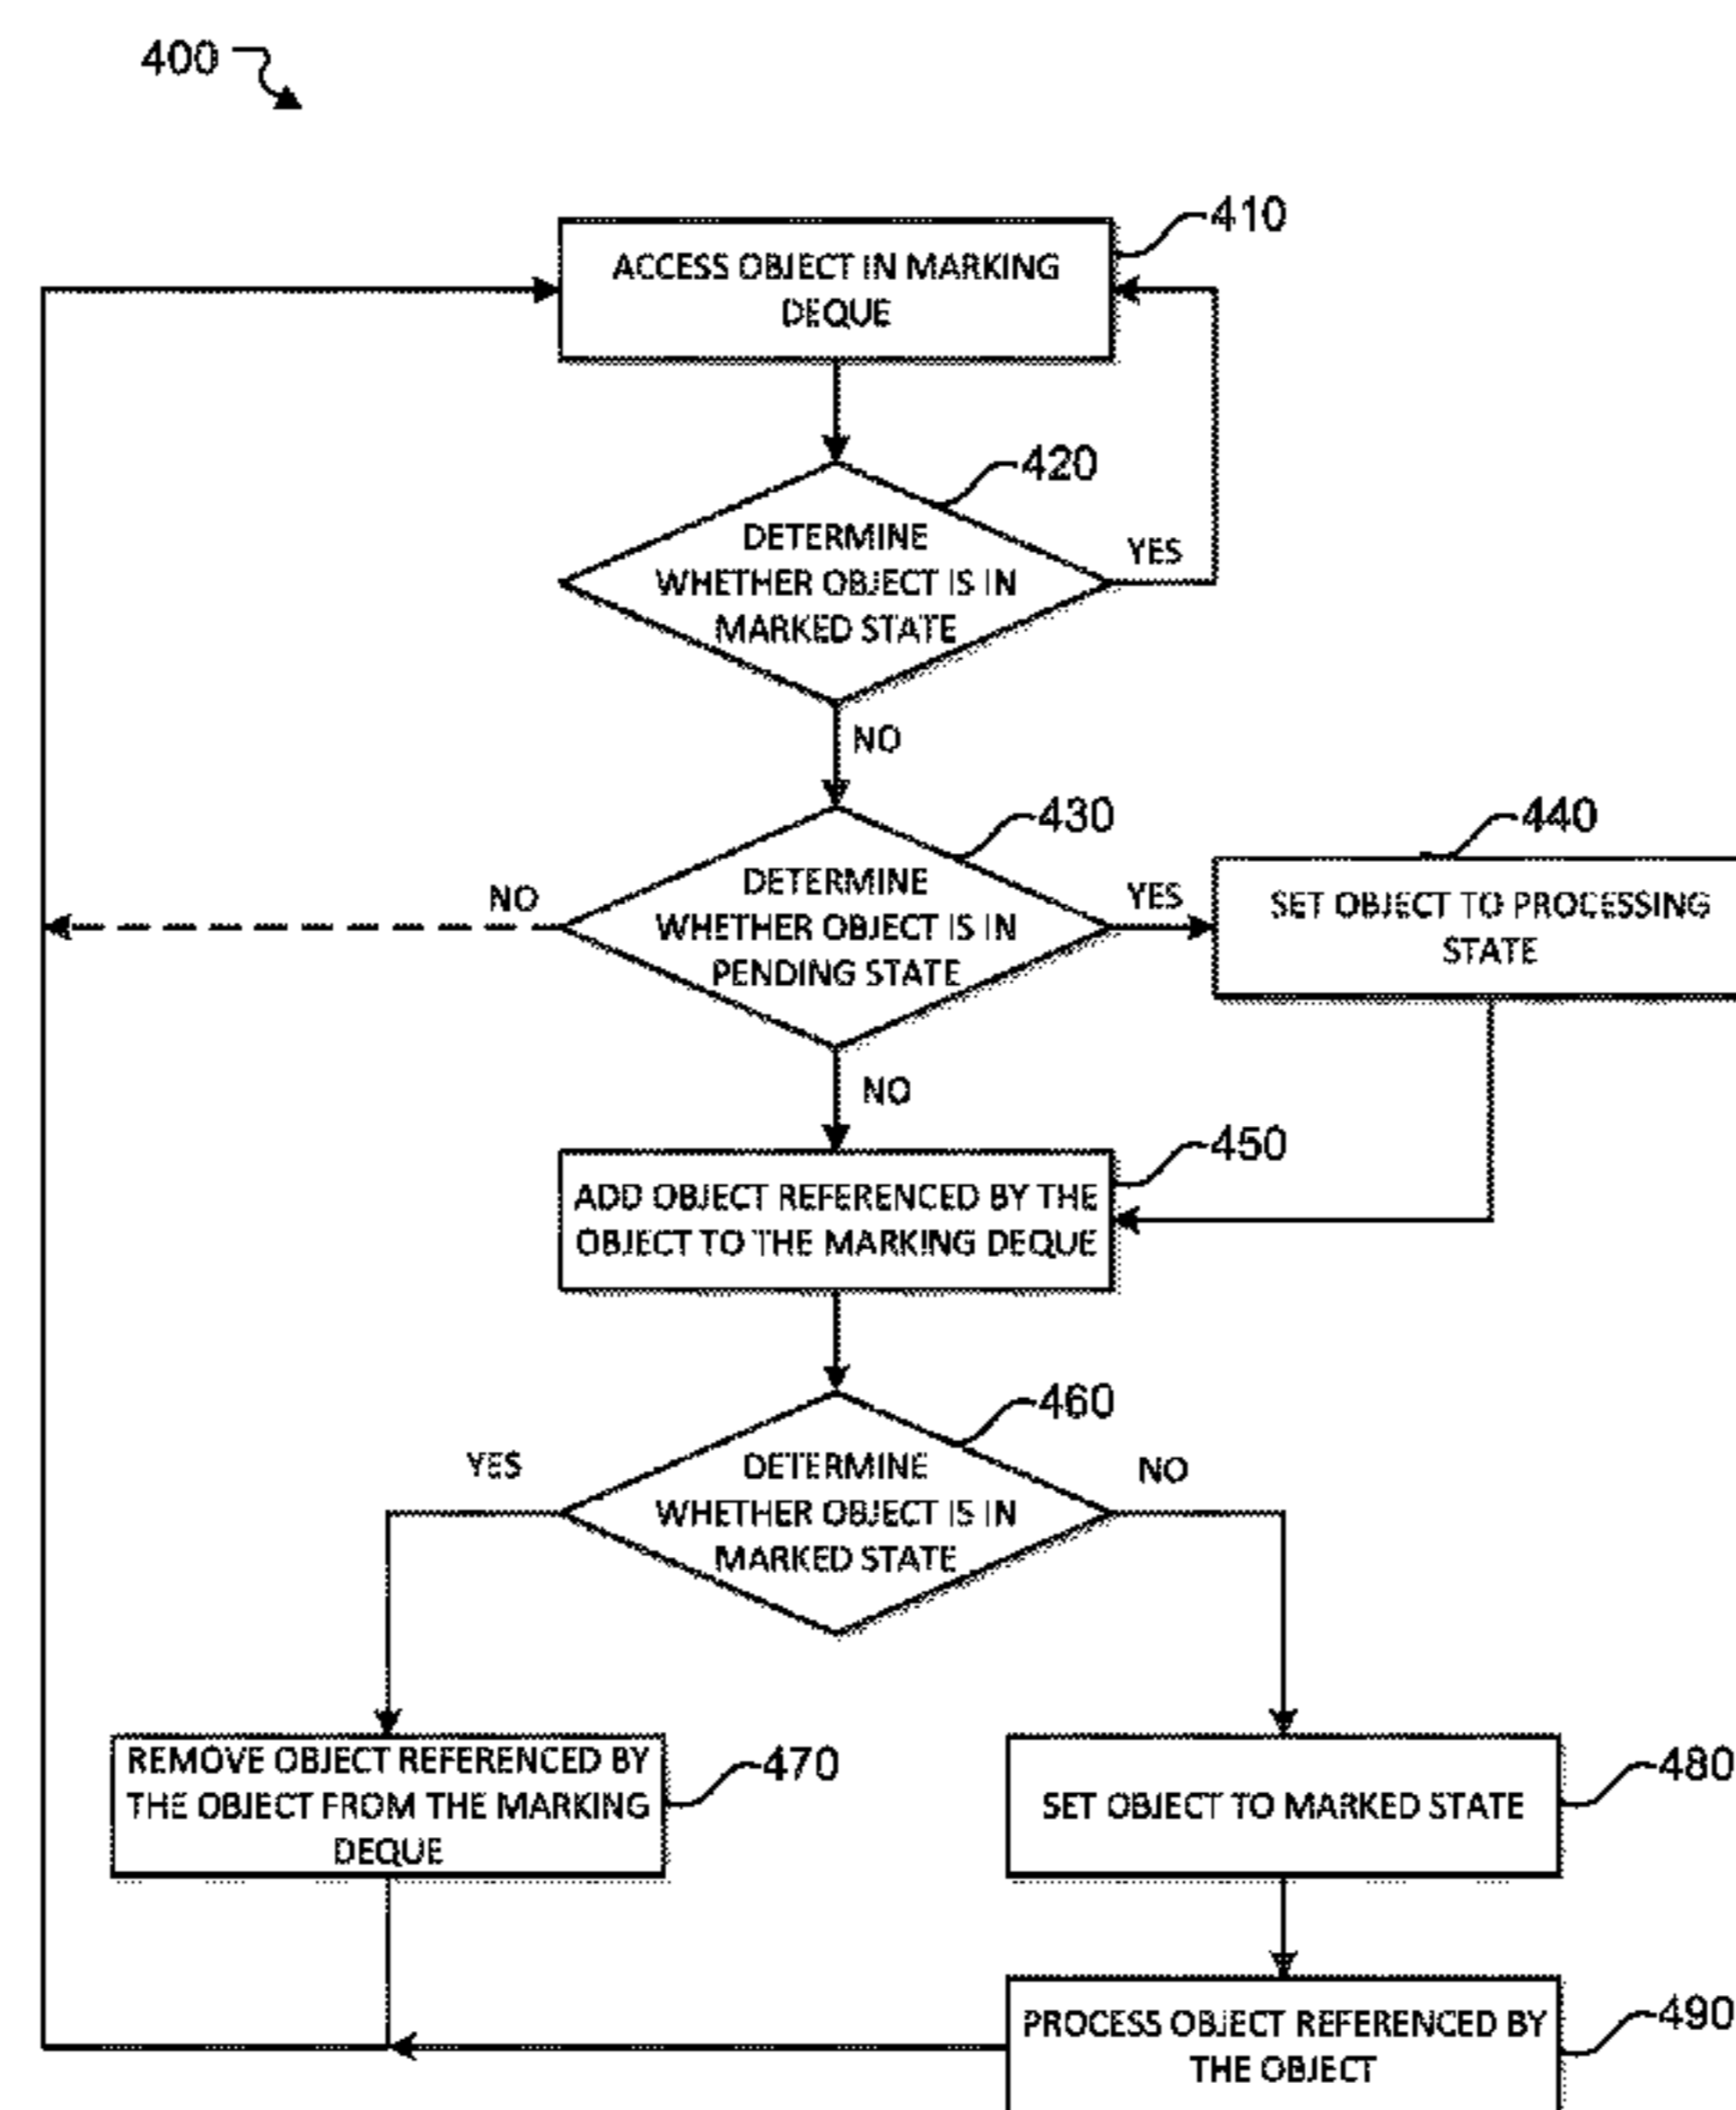 400
410
ACCESS OBJECT IN MARKING
DEQUE
420
DETERMINE
WHETHER OBJECT IS IN
MARKED STATE
YES
NO
430
440
DETERMINE
WHETHER OBJECT IS IN
PENDING STATE
NO
YES
SET OBJECT TO PROCESSING
STATE
NO
450
ADD OBJECT REFERENCED BY THE
OBJECT TO THE MARKING DEQUE
460
YES
DETERMINE
WHETHER OBJECT IS IN
MARKED STATE
NO
REMOVE OBJECT REFERENCED BY
THE OBJECT FROM THE MARKING
DEQUE
470
SET OBJECT TO MARKED STATE
480
PROCESS OBJECT REFERENCED BY
THE OBJECT
490